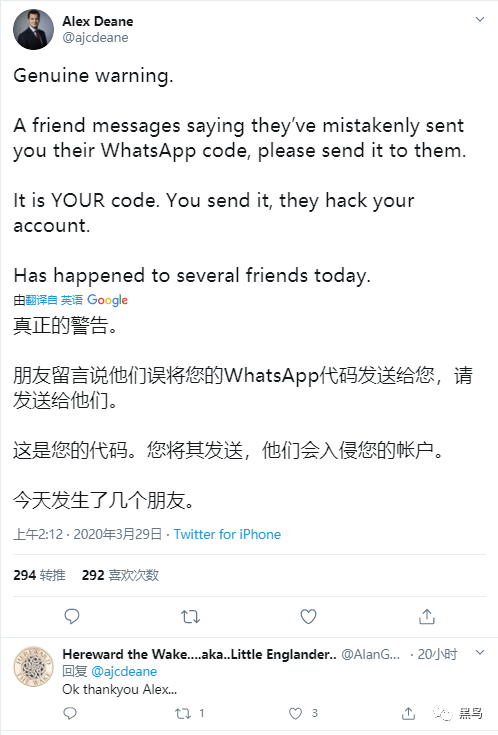 Alex Deane
@ajcdeane
Genuine warning.
A friend messages saying they've mistakenly sent
you their WhatsApp code, please send it to them.
It is YOUR code. You send it, they hack your
account.
Has happened to several friends today.
由翻译自 英语 Google
真正的警告。
朋友留言说他们误将您的WhatsApp代码发送给您，请
发送给他们。
这是您的代码。您将其发送，他们会入侵您的帐户。
今天发生了几个朋友。
上午2:12 · 2020年3月29日 · Twitter for iPhone
294 转推 292 喜欢次数
Hereward the Wake....aka..Little Englander.. @AlanG... · 20小时
回复 @ajcdeane
Ok thankyou Alex...
1 3
黑鸟